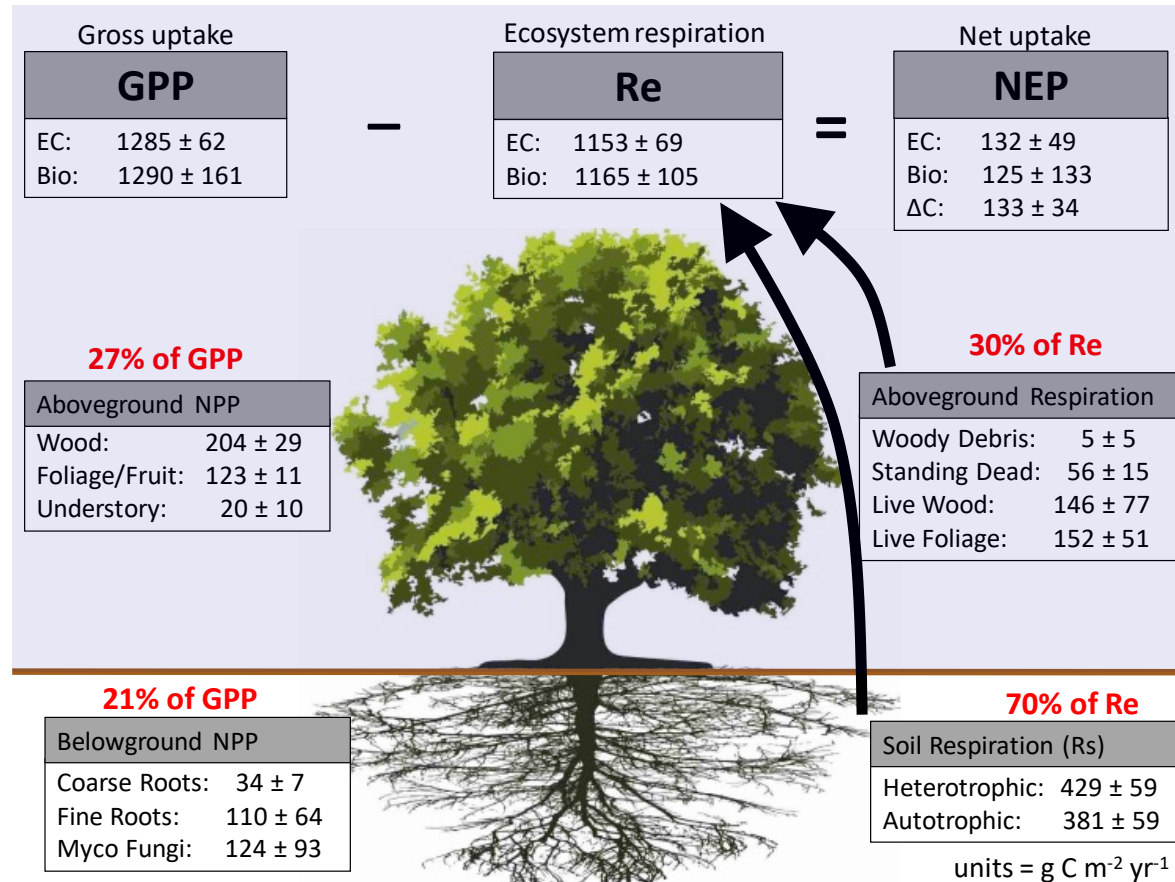 Gross uptake
GPP
EC: 1285 ± 62
Bio: 1290 ± 161
−
Ecosystem respiration
Re
EC: 1153 ± 69
Bio: 1165 ± 105
=
Net uptake
NEP
EC: 132 ± 49
Bio: 125 ± 133
ΔC: 133 ± 34
27% of GPP
Aboveground NPP
Wood: 204 ± 29
Foliage/Fruit: 123 ± 11
Understory: 20 ± 10
30% of Re
Aboveground Respiration
Woody Debris: 5 ± 5
Standing Dead: 56 ± 15
Live Wood: 146 ± 77
Live Foliage: 152 ± 51
21% of GPP
Belowground NPP
Coarse Roots: 34 ± 7
Fine Roots: 110 ± 64
Myco Fungi: 124 ± 93
70% of Re
Soil Respiration (Rs)
Heterotrophic: 429 ± 59
Autotrophic: 381 ± 59
units = g C m⁻² yr⁻¹